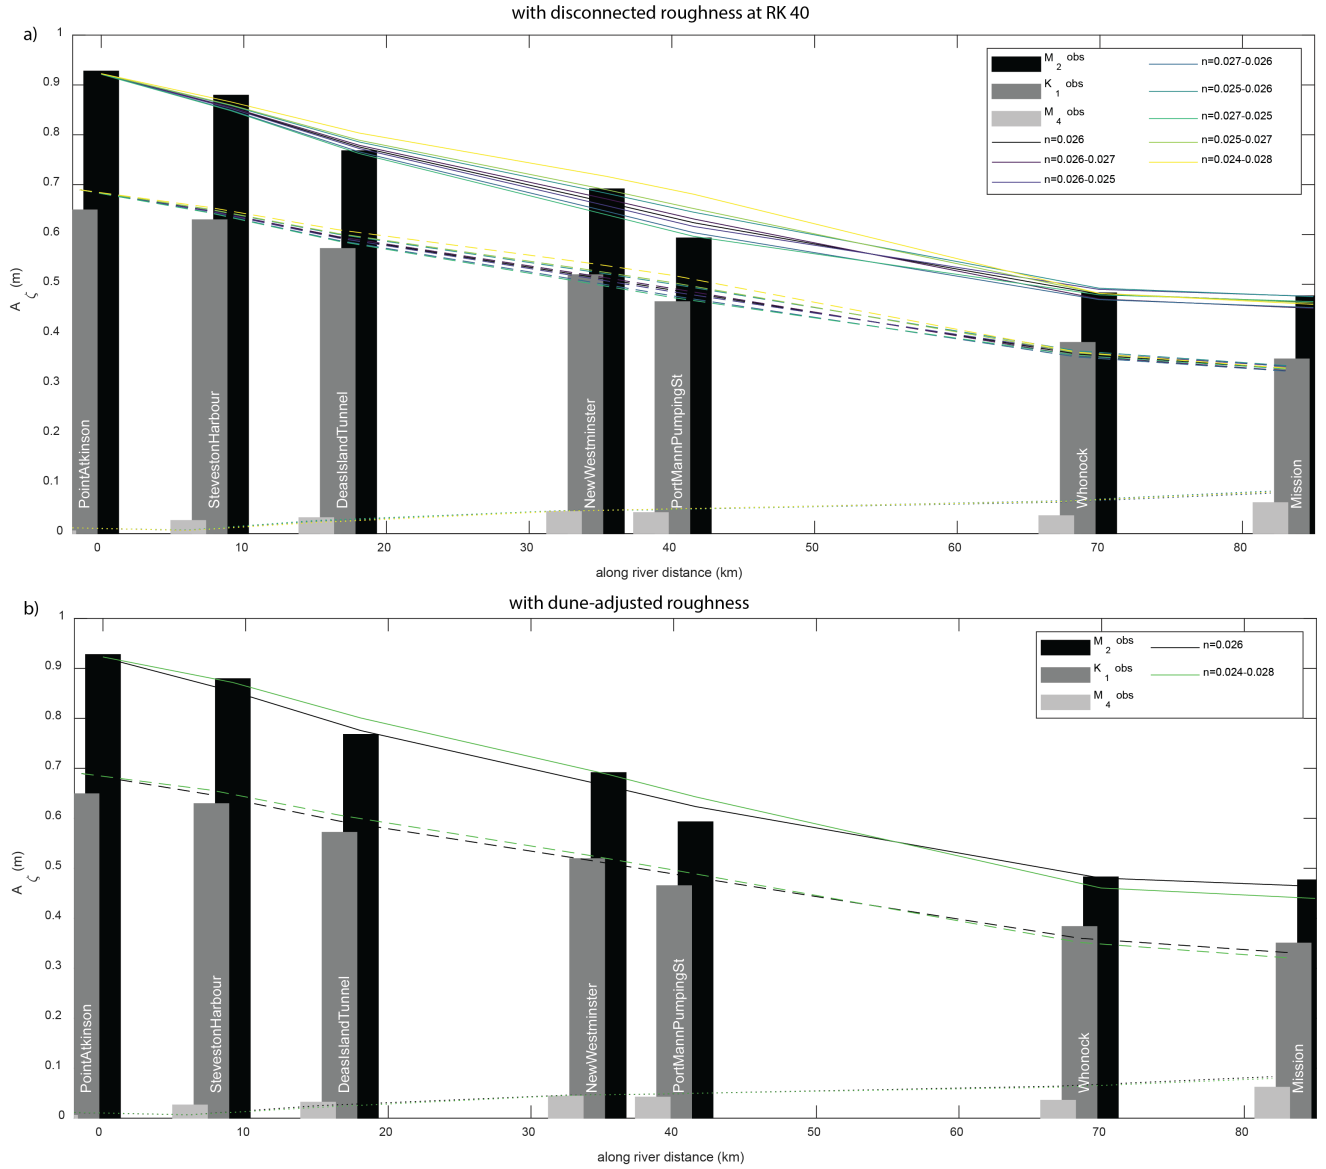 with disconnected roughness at RK 40
a)
1
0.9
0.8
0.7
0.6
0.5
0.4
0.3
0.2
0.1
0
A ζ (m)
M 2 obs
K 1 obs
M 4 obs
n=0.026
n=0.026-0.027
n=0.026-0.025
n=0.027-0.026
n=0.025-0.026
n=0.027-0.025
n=0.025-0.027
n=0.024-0.028
PointAtkinson
StevestonHarbour
DeasIslandTunnel
NewWestminster
PortMannPumpingSt
Whonock
Mission
0 10 20 30 40 50 60 70 80
along river distance (km)
with dune-adjusted roughness
b)
1
0.9
0.8
0.7
0.6
0.5
0.4
0.3
0.2
0.1
0
A ζ (m)
M 2 obs
K 1 obs
M 4 obs
n=0.026
n=0.024-0.028
PointAtkinson
StevestonHarbour
DeasIslandTunnel
NewWestminster
PortMannPumpingSt
Whonock
Mission
0 10 20 30 40 50 60 70 80
along river distance (km)